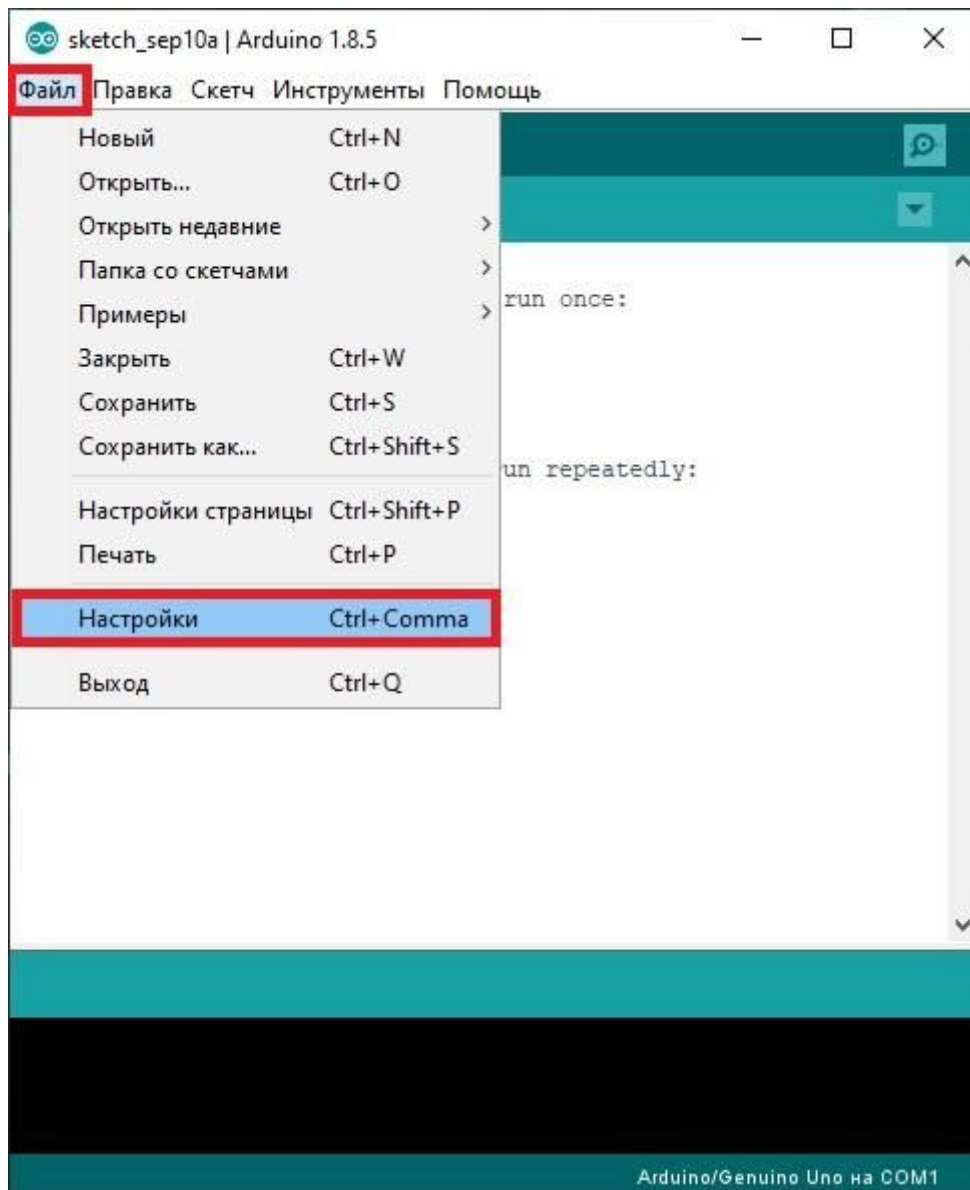 sketch_sep10a | Arduino 1.8.5
Файл Правка Скетч Инструменты Помощь
Новый Ctrl+N
Открыть... Ctrl+O
Открыть недавние
Папка со скетчами
Примеры
run once:
Закрыть Ctrl+W
Сохранить Ctrl+S
Сохранить как... Ctrl+Shift+S
run repeatedly:
Настройки страницы Ctrl+Shift+P
Печать Ctrl+P
Настройки Ctrl+Comma
Выход Ctrl+Q
Arduino/Genuino Uno на COM1